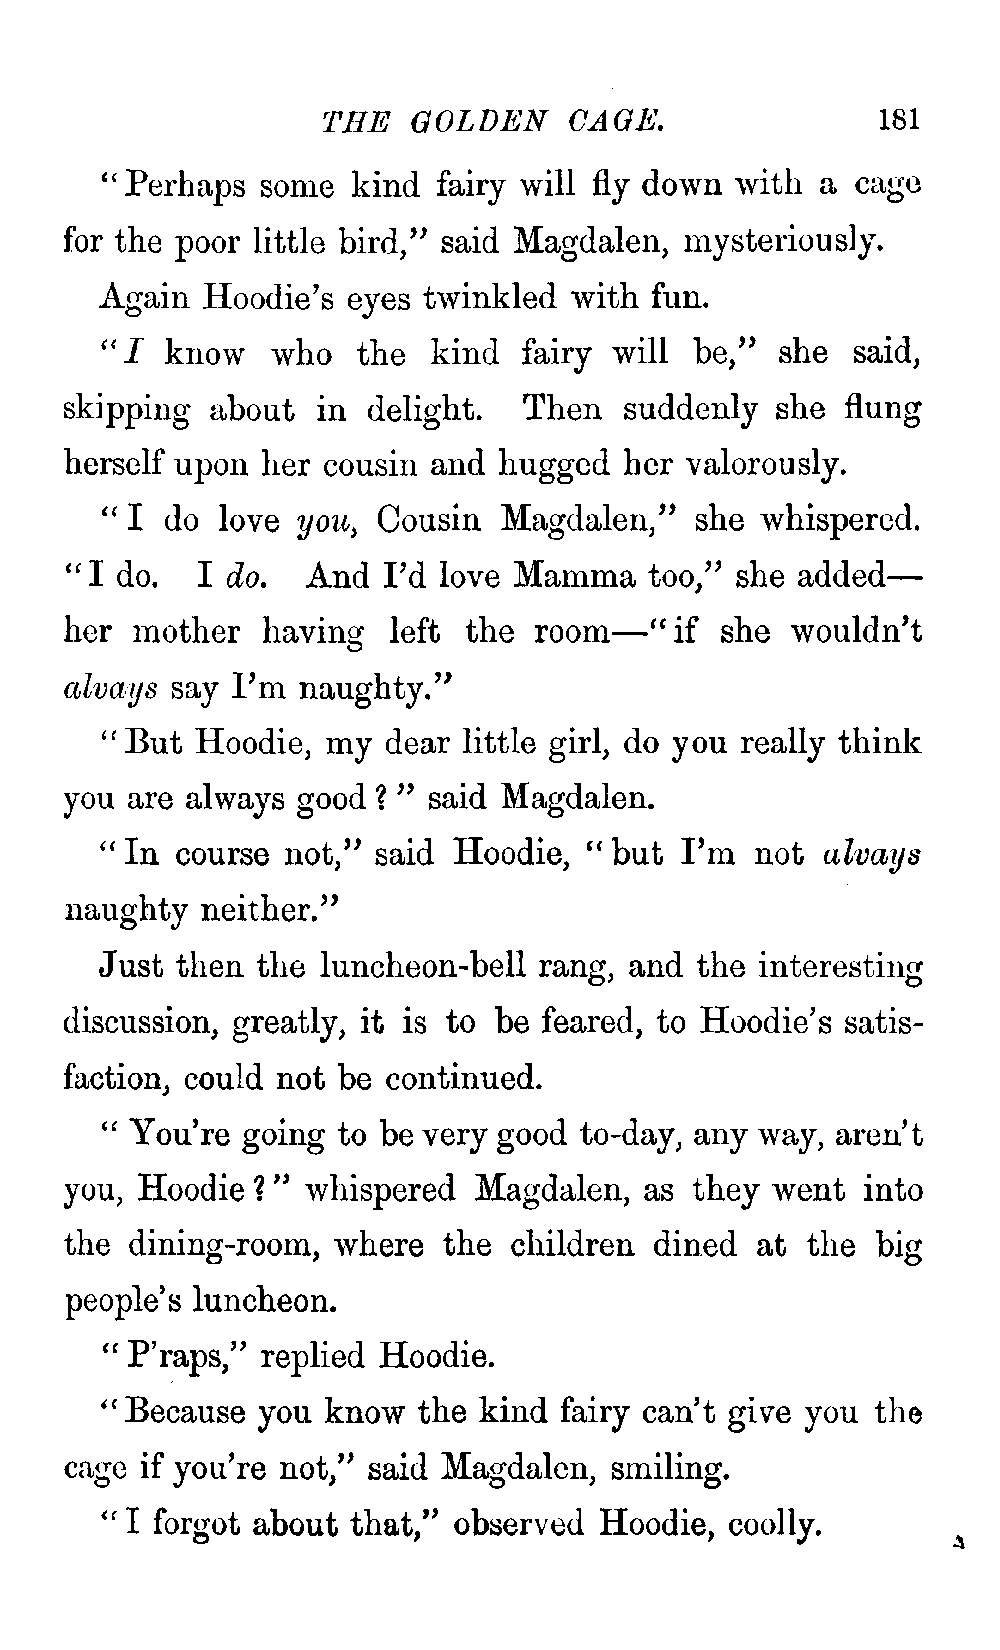 THE GOLDEN CAGE. 181
“Perhaps some kind fairy will fly down with a cage
for the poor little bird,” said Magdalen, mysteriously.
Again Hoodie’s eyes twinkled with fun.
“I know who the kind fairy will be,” she said,
skipping about in delight. Then suddenly she flung
herself upon her cousin and hugged her valorously.
“I do love you, Cousin Magdalen,” she whispered.
“I do. I do. And I’d love Mamma too,” she added—
her mother having left the room—“if she wouldn’t
alvays say I’m naughty.”
“But Hoodie, my dear little girl, do you really think
you are always good?” said Magdalen.
“In course not,” said Hoodie, “but I’m not alvays
naughty neither.”
Just then the luncheon-bell rang, and the interesting
discussion, greatly, it is to be feared, to Hoodie’s satis-
faction, could not be continued.
“You’re going to be very good to-day, any way, aren’t
you, Hoodie?” whispered Magdalen, as they went into
the dining-room, where the children dined at the big
people’s luncheon.
“P’raps,” replied Hoodie.
“Because you know the kind fairy can’t give you the
cage if you’re not,” said Magdalen, smiling.
“I forgot about that,” observed Hoodie, coolly.